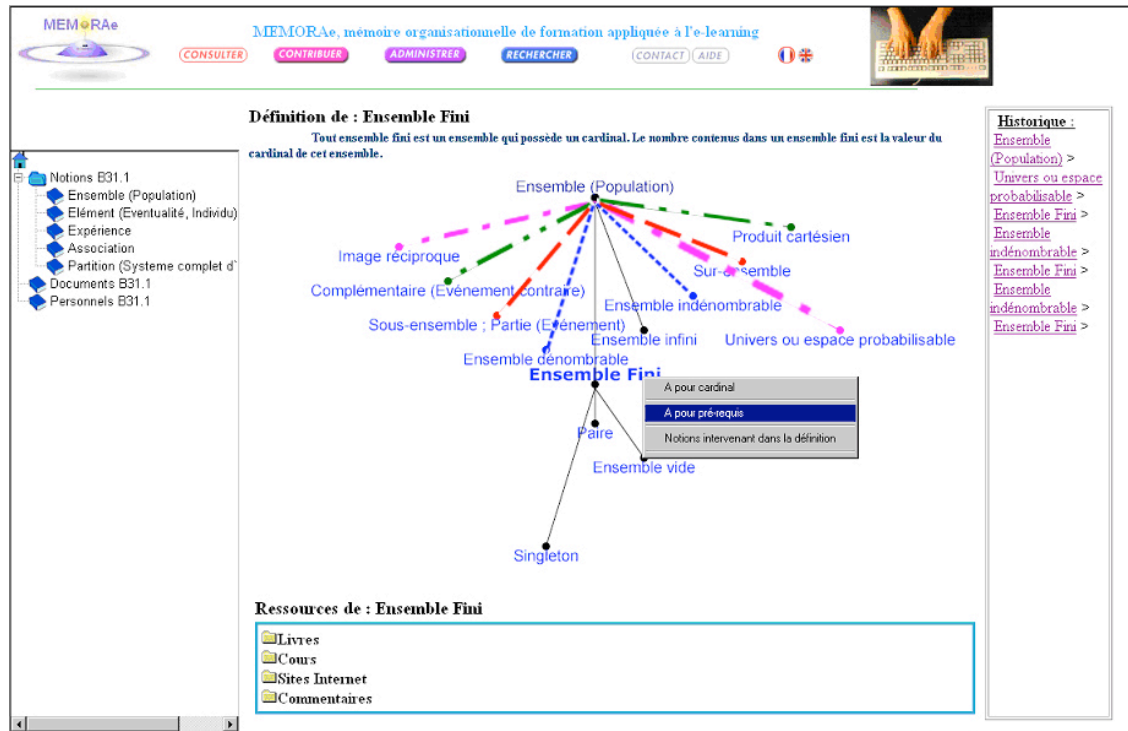 MEMORAe
MEMORAe, mémoire organisationnelle de formation appliquée à l'e-learning
CONSULTER CONTRIBUER ADMINISTRER RECHERCHER CONTACT AIDE
Définition de : Ensemble Fini
Tout ensemble fini est un ensemble qui possède un cardinal. Le nombre contenus dans un ensemble fini est la valeur du
cardinal de cet ensemble.
Notions B31.1
Ensemble (Population)
Elément (Eventualité, Individu)
Expérience
Association
Partition (Systeme complet d'
Documents B31.1
Personnels B31.1
Ensemble (Population)
Produit cartésien
Image réciproque
Sur-ensemble
Complémentaire (Evénement contraire)
Ensemble indénombrable
Sous-ensemble ; Partie (Evénement)
Ensemble infini
Univers ou espace probabilisable
Ensemble dénombrable
Ensemble Fini
A pour cardinal
A pour pré-requis
Notions intervenant dans la définition
Paire
Ensemble vide
Singleton
Ressources de : Ensemble Fini
Livres
Cours
Sites Internet
Commentaires
Historique :
Ensemble
(Population) >
Univers ou espace
probabilisable >
Ensemble Fini >
Ensemble
indénombrable >
Ensemble Fini >
Ensemble
indénombrable >
Ensemble Fini >